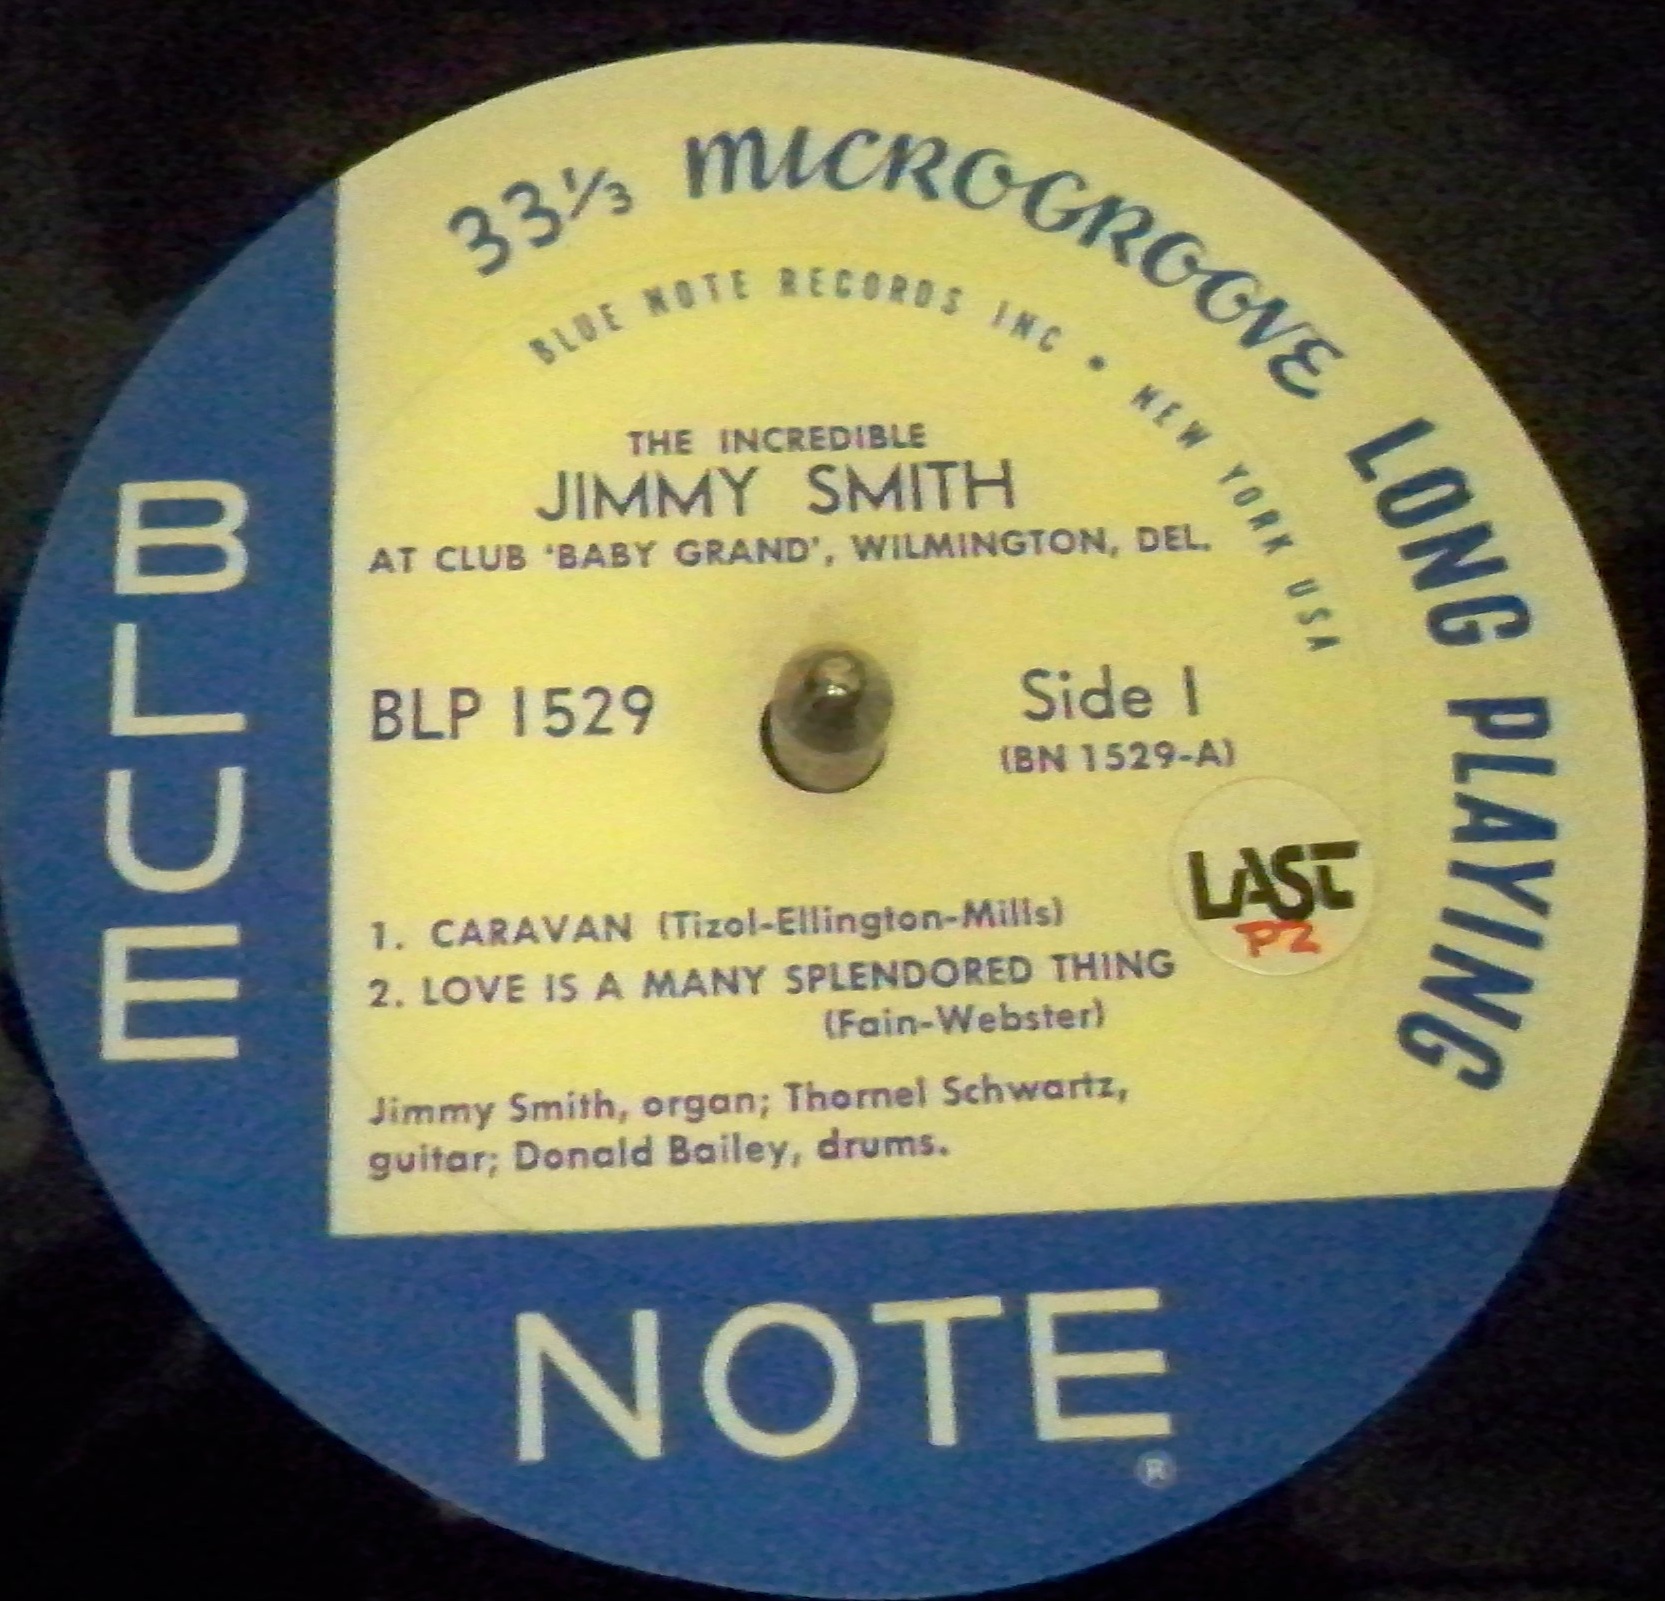 33⅓ MICROGROOVE LONG PLAYING
BLUE NOTE RECORDS INC • NEW YORK USA
THE INCREDIBLE
JIMMY SMITH
AT CLUB 'BABY GRAND', WILMINGTON, DEL.
BLP 1529
Side 1
(BN 1529-A)
LAST
P2
1. CARAVAN (Tizol-Ellington-Mills)
2. LOVE IS A MANY SPLENDORED THING
(Fain-Webster)
Jimmy Smith, organ; Thornel Schwartz,
guitar; Donald Bailey, drums.
BLUE
NOTE
®